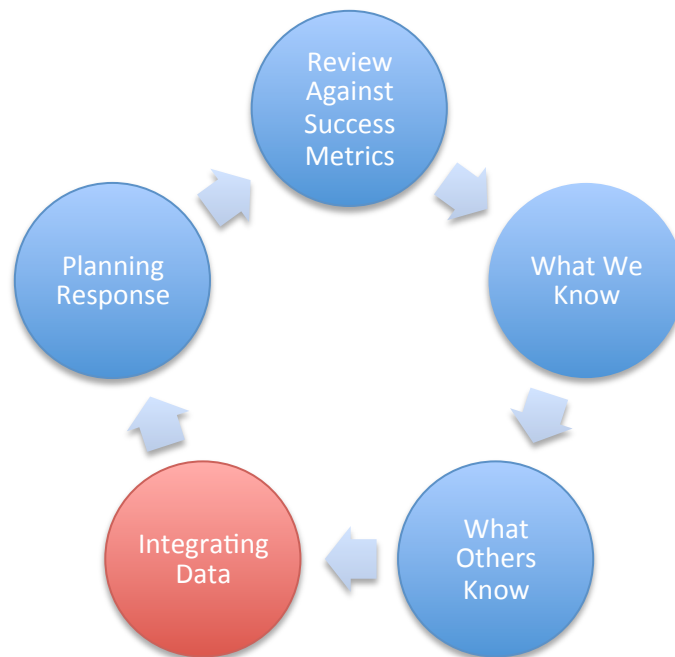 Review
Against
Success
Metrics
What We
Know
What
Others
Know
Integrating
Data
Planning
Response